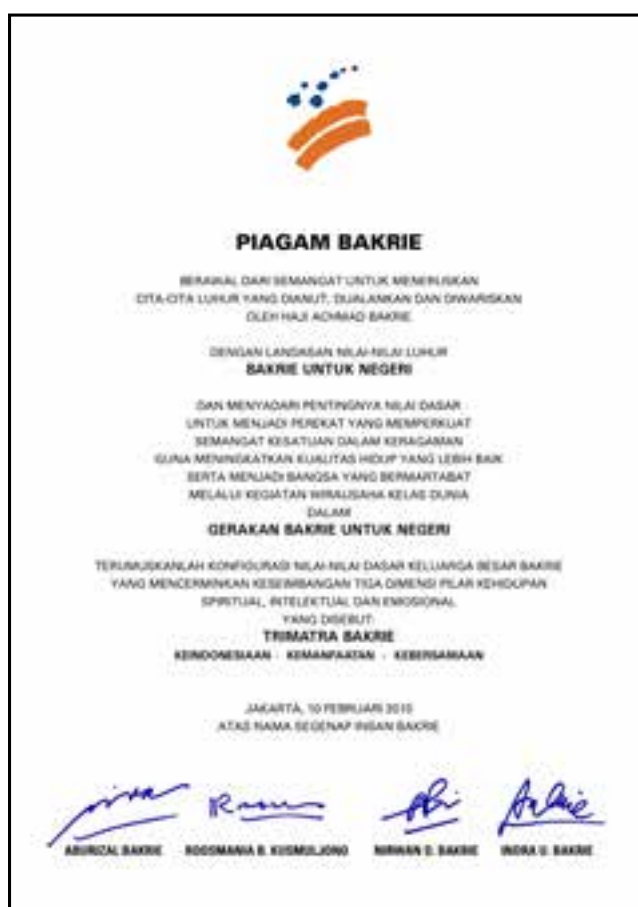 PIAGAM BAKRIE
BERAWAL DARI SEMANGAT UNTUK MENERUSKAN
CITA-CITA LUHUR YANG DIANUT, DIJALANKAN DAN DIWARISKAN
OLEH HAJI ACHMAD BAKRIE
DENGAN LANDASAN NILAI-NILAI LUHUR
BAKRIE UNTUK NEGERI
DAN MENYADARI PENTINGNYA NILAI DASAR
UNTUK MENJADI PEREKAT YANG MEMPERKUAT
SEMANGAT KESATUAN DALAM KERAGAMAN
GUNA MENINGKATKAN KUALITAS HIDUP YANG LEBIH BAIK
SERTA MENJADI BANGSA YANG BERMARTABAT
MELALUI KEGIATAN WIRAUSAHA KELAS DUNIA
DALAM
GERAKAN BAKRIE UNTUK NEGERI
TERUMUSKANLAH KONFIGURASI NILAI-NILAI DASAR KELUARGA BESAR BAKRIE
YANG MENCERMINKAN KESEIMBANGAN TIGA DIMENSI PILAR KEHIDUPAN
SPIRITUAL, INTELEKTUAL DAN EMOSIONAL
YANG DISEBUT:
TRIMATRA BAKRIE
KEINDONESIAAN - KEMANFAATAN - KEBERSAMAAN
JAKARTA, 10 FEBRUARI 2010
ATAS NAMA SEGENAP INSAN BAKRIE
ABURIZAL BAKRIE ROOSMANIA B. KUSMULJONO NIRWAN D. BAKRIE INDRA U. BAKRIE